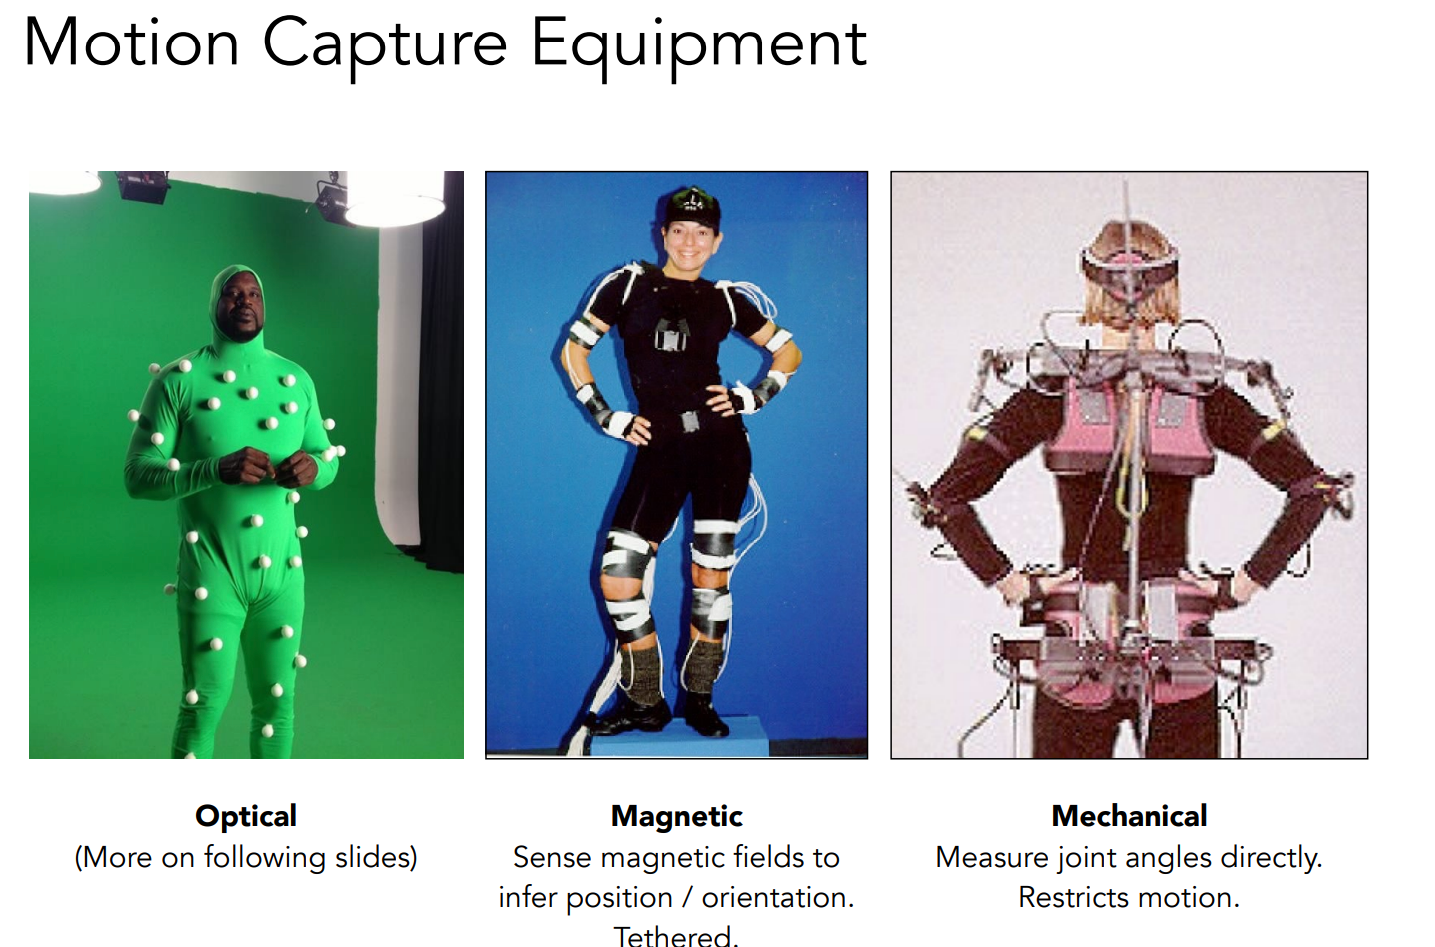 Motion Capture Equipment
Optical
(More on following slides)
Magnetic
Sense magnetic fields to
infer position / orientation.
Tethered.
Mechanical
Measure joint angles directly.
Restricts motion.